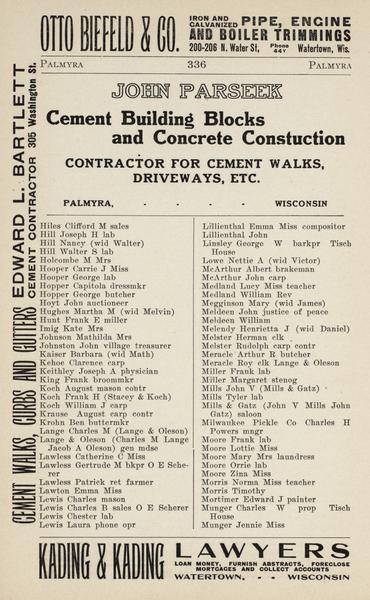 OTTO BIEFELD & CO.
IRON AND GALVANIZED PIPE, ENGINE
AND BOILER TRIMMINGS
200-206 N. Water St, Phone 44Y Watertown, Wis.
PALMYRA 336 PALMYRA
EDWARD L. BARTLETT
CEMENT CONTRACTOR 305 Washington St.
CEMENT WALKS, CURBS AND GUTTERS
JOHN PARSEEK
Cement Building Blocks
and Concrete Constuction
CONTRACTOR FOR CEMENT WALKS,
DRIVEWAYS, ETC.
PALMYRA, - - - - WISCONSIN
Hiles Clifford M sales
Hill Joseph H lab
Hill Nancy (wid Walter)
Hill Walter S lab
Holcombe M Mrs
Hooper Carrie J Miss
Hooper George lab
Hopper Capitola dressmkr
Hopper George butcher
Hoyt John auctioneer
Hughes Martha M (wid Melvin)
Hunt Frank E miller
Imig Kate Mrs
Johnson Mathilda Mrs
Johnston John village treasurer
Kaiser Barbara (wid Math)
Kehoe Clarence carp
Keithley Joseph A physician
King Frank broommkr
Koch August mason contr
Koch Frank H (Stacey & Koch)
Koch William J carp
Krause August carp contr
Krohn Ben buttermkr
Lange Charles M (Lange & Oleson)
Lange & Oleson (Charles M Lange
Jacob A Oleson) gen mdse
Lawless Catherine C Miss
Lawless Gertrude M bkpr O E Scherer
Lawless Patrick ret farmer
Lawton Emma Miss
Lewis Charles mason
Lewis Charles B sales O E Scherer
Lewis Chester lab
Lewis Laura phone opr
Lillienthal Emma Miss compositor
Lillienthal John
Linsley George W barkpr Tisch
House
Lowe Nettie A (wid Victor)
McArthur Albert brakeman
McArthur John carp
Medland Lucy Miss teacher
Medland William Rev
Megginson Mary (wid James)
Meldeen John justice of peace
Meldeen William
Melendy Henrietta J (wid Daniel)
Melster Herman clk
Melster Rudolph carp contr
Meracle Arthur R butcher
Meracle Roy clk Lange & Oleson
Miller Frank lab
Miller Margaret stenog
Mills John V (Mills & Gatz)
Mills Tyler lab
Mills & Gatz (John V Mills John
Gatz) saloon
Milwaukee Pickle Co Charles H
Flowers mngr
Moore Frank lab
Moore Lottie Miss
Moore Mary Mrs laundress
Moore Orrie lab
Moore Zina Miss
Morris Norma Miss teacher
Morris Timothy
Mortimer Edward J painter
Munger Charles W prop Tisch
House
Munger Jennie Miss
KADING & KADING
LAWYERS
LOAN MONEY, FURNISH ABSTRACTS, FORECLOSE
MORTGAGES AND COLLECT ACCOUNTS
WATERTOWN, - - WISCONSIN